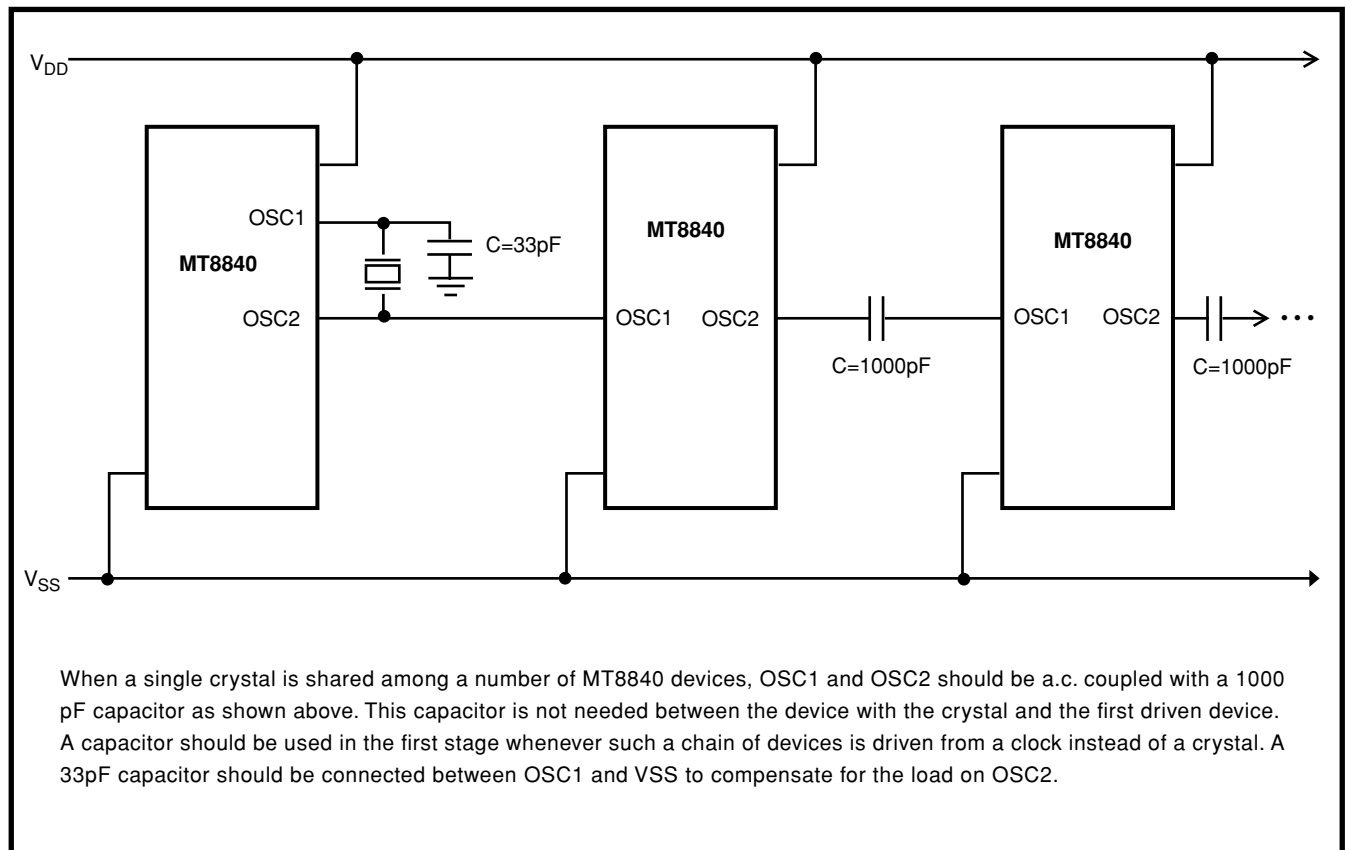 VDD
OSC1
MT8840
C=33pF
OSC2
MT8840
OSC1 OSC2
C=1000pF
MT8840
OSC1 OSC2
C=1000pF
VSS
When a single crystal is shared among a number of MT8840 devices, OSC1 and OSC2 should be a.c. coupled with a 1000
pF capacitor as shown above. This capacitor is not needed between the device with the crystal and the first driven device.
A capacitor should be used in the first stage whenever such a chain of devices is driven from a clock instead of a crystal. A
33pF capacitor should be connected between OSC1 and VSS to compensate for the load on OSC2.